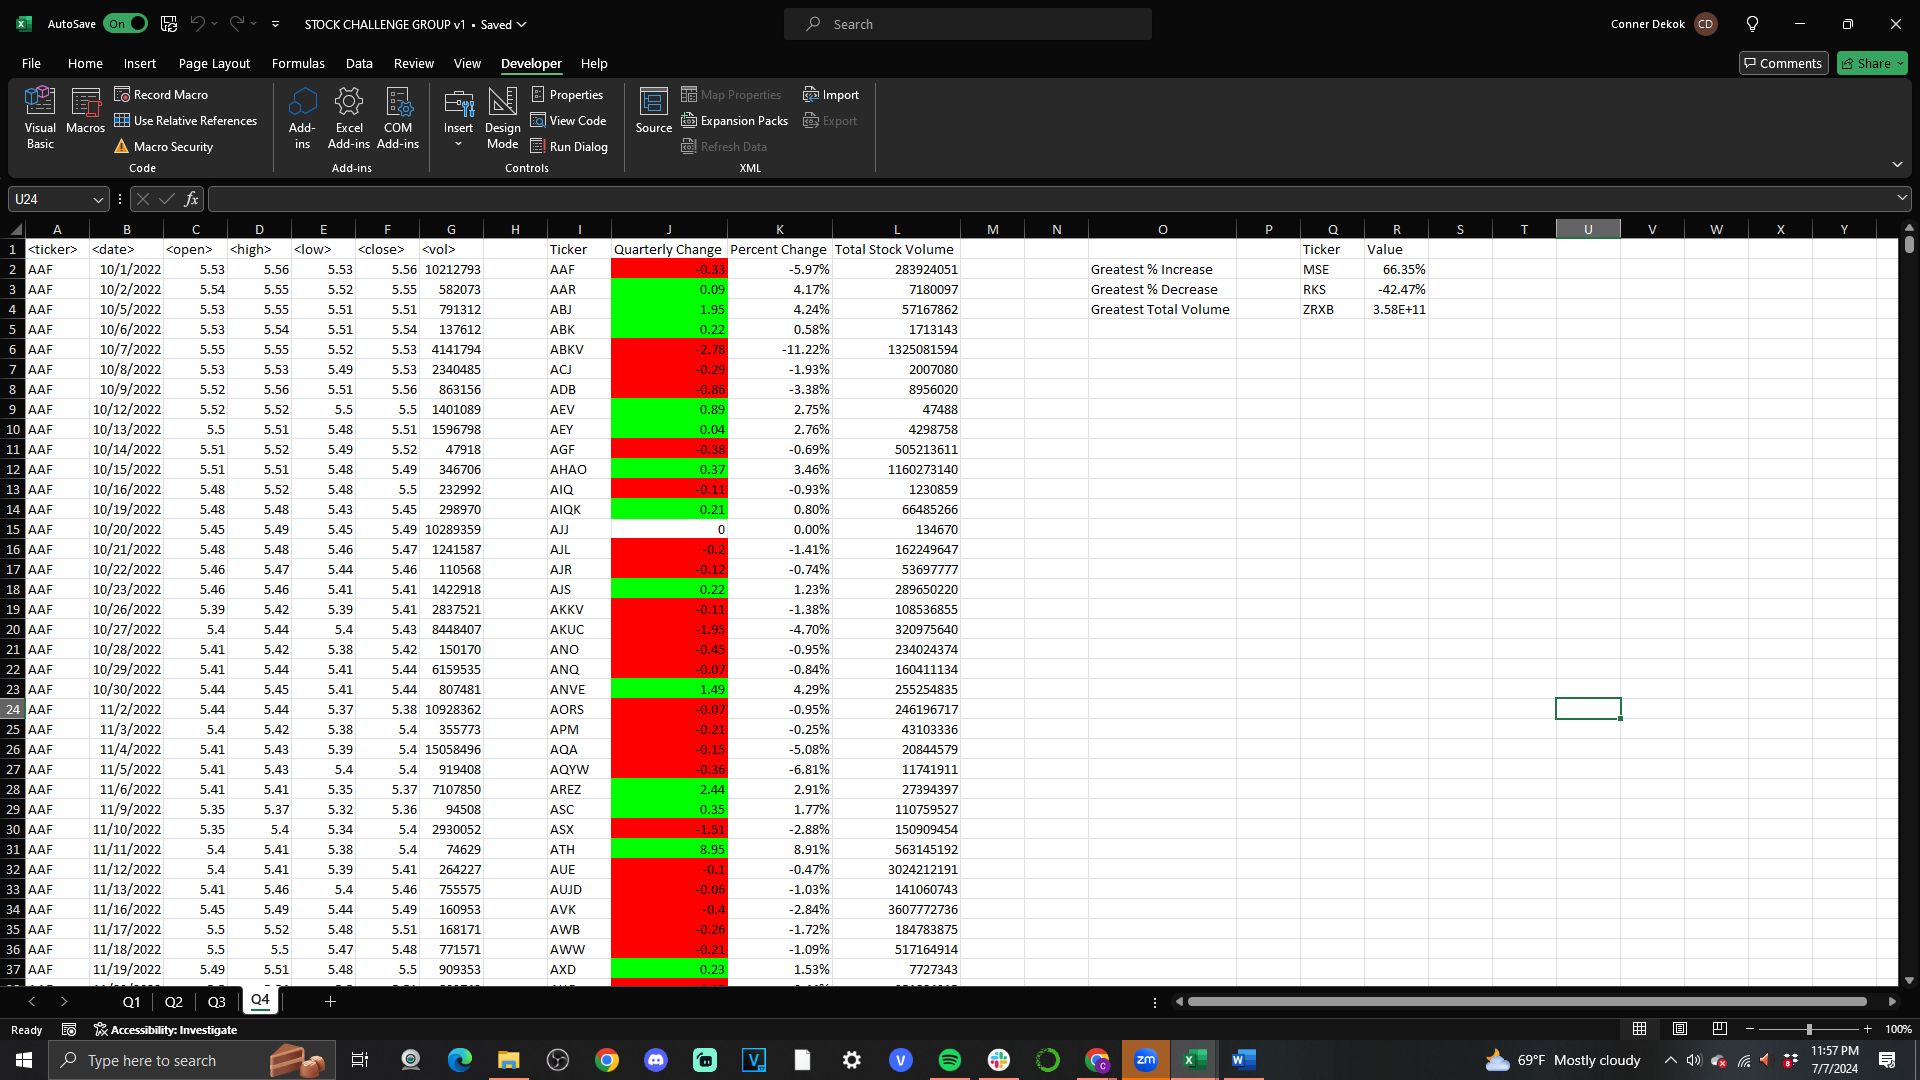 AutoSave On STOCK CHALLENGE GROUP v1 • Saved Search Conner Dekok CD
File Home Insert Page Layout Formulas Data Review View Developer Help Comments Share
Visual Basic Macros Record Macro Use Relative References Macro Security Code
Add-ins Excel Add-ins COM Add-ins Add-ins
Insert Design Mode Properties View Code Run Dialog Controls
Source Map Properties Expansion Packs Refresh Data Import Export XML
U24 fx
A B C D E F G H I J K L M N O P Q R S T U V W X Y
1 <ticker> <date> <open> <high> <low> <close> <vol> Ticker Quarterly Change Percent Change Total Stock Volume Ticker Value
2 AAF 10/1/2022 5.53 5.56 5.53 5.56 10212793 AAF -0.33 -5.97% 283924051 Greatest % Increase MSE 66.35%
3 AAF 10/2/2022 5.54 5.55 5.52 5.55 582073 AAR 0.09 4.17% 7180097 Greatest % Decrease RKS -42.47%
4 AAF 10/5/2022 5.53 5.55 5.51 5.51 791312 ABJ 1.95 4.24% 57167862 Greatest Total Volume ZRXB 3.58E+11
5 AAF 10/6/2022 5.53 5.54 5.51 5.54 137612 ABK 0.22 0.58% 1713143
6 AAF 10/7/2022 5.55 5.55 5.52 5.53 4141794 ABKV -2.78 -11.22% 1325081594
7 AAF 10/8/2022 5.53 5.53 5.49 5.53 2340485 ACJ -0.29 -1.93% 2007080
8 AAF 10/9/2022 5.52 5.56 5.51 5.56 863156 ADB -0.86 -3.38% 8956020
9 AAF 10/12/2022 5.52 5.52 5.5 5.5 1401089 AEV 0.89 2.75% 47488
10 AAF 10/13/2022 5.5 5.51 5.48 5.51 1596798 AEY 0.04 2.76% 4298758
11 AAF 10/14/2022 5.51 5.52 5.49 5.52 47918 AGF -0.38 -0.69% 505213611
12 AAF 10/15/2022 5.51 5.51 5.48 5.49 346706 AHAO 0.37 3.46% 1160273140
13 AAF 10/16/2022 5.48 5.52 5.48 5.5 232992 AIQ -0.11 -0.93% 1230859
14 AAF 10/19/2022 5.48 5.48 5.43 5.45 298970 AIQK 0.21 0.80% 66485266
15 AAF 10/20/2022 5.45 5.49 5.45 5.49 10289359 AJJ 0 0.00% 134670
16 AAF 10/21/2022 5.48 5.48 5.46 5.47 1241587 AJL -0.2 -1.41% 162249647
17 AAF 10/22/2022 5.46 5.47 5.44 5.46 110568 AJR -0.12 -0.74% 53697777
18 AAF 10/23/2022 5.46 5.46 5.41 5.41 1422918 AJS 0.22 1.23% 289650220
19 AAF 10/26/2022 5.39 5.42 5.39 5.41 2837521 AKKV -0.11 -1.38% 108536855
20 AAF 10/27/2022 5.4 5.44 5.4 5.43 8448407 AKUC -1.95 -4.70% 320975640
21 AAF 10/28/2022 5.41 5.42 5.38 5.42 150170 ANO -0.45 -0.95% 234024374
22 AAF 10/29/2022 5.41 5.44 5.41 5.44 6159535 ANQ -0.07 -0.84% 160411134
23 AAF 10/30/2022 5.44 5.45 5.41 5.44 807481 ANVE 1.49 4.29% 255254835
24 AAF 11/2/2022 5.44 5.44 5.37 5.38 10928362 AORS -0.07 -0.95% 246196717
25 AAF 11/3/2022 5.4 5.42 5.38 5.4 355773 APM -0.21 -0.25% 43103336
26 AAF 11/4/2022 5.41 5.43 5.39 5.4 15058496 AQA -0.15 -5.08% 20844579
27 AAF 11/5/2022 5.41 5.43 5.4 5.4 919408 AQYW -0.36 -6.81% 11741911
28 AAF 11/6/2022 5.41 5.41 5.35 5.37 7107850 AREZ 2.44 2.91% 27394397
29 AAF 11/9/2022 5.35 5.37 5.32 5.36 94508 ASC 0.35 1.77% 110759527
30 AAF 11/10/2022 5.35 5.4 5.34 5.4 2930052 ASX -1.51 -2.88% 150909454
31 AAF 11/11/2022 5.4 5.41 5.38 5.4 74629 ATH 8.95 8.91% 563145192
32 AAF 11/12/2022 5.4 5.41 5.39 5.41 264227 AUE -0.1 -0.47% 3024212191
33 AAF 11/13/2022 5.41 5.46 5.4 5.46 755575 AUJD -0.06 -1.03% 141060743
34 AAF 11/16/2022 5.45 5.49 5.44 5.49 160953 AVK -0.4 -2.84% 3607772736
35 AAF 11/17/2022 5.5 5.52 5.48 5.51 168171 AWB -0.26 -1.72% 184783875
36 AAF 11/18/2022 5.5 5.5 5.47 5.48 771571 AWW -0.21 -1.09% 517164914
37 AAF 11/19/2022 5.49 5.51 5.48 5.5 909353 AXD 0.23 1.53% 7727343
Q1 Q2 Q3 Q4
Ready Accessibility: Investigate 100%
Type here to search 69°F Mostly cloudy 11:57 PM
7/7/2024